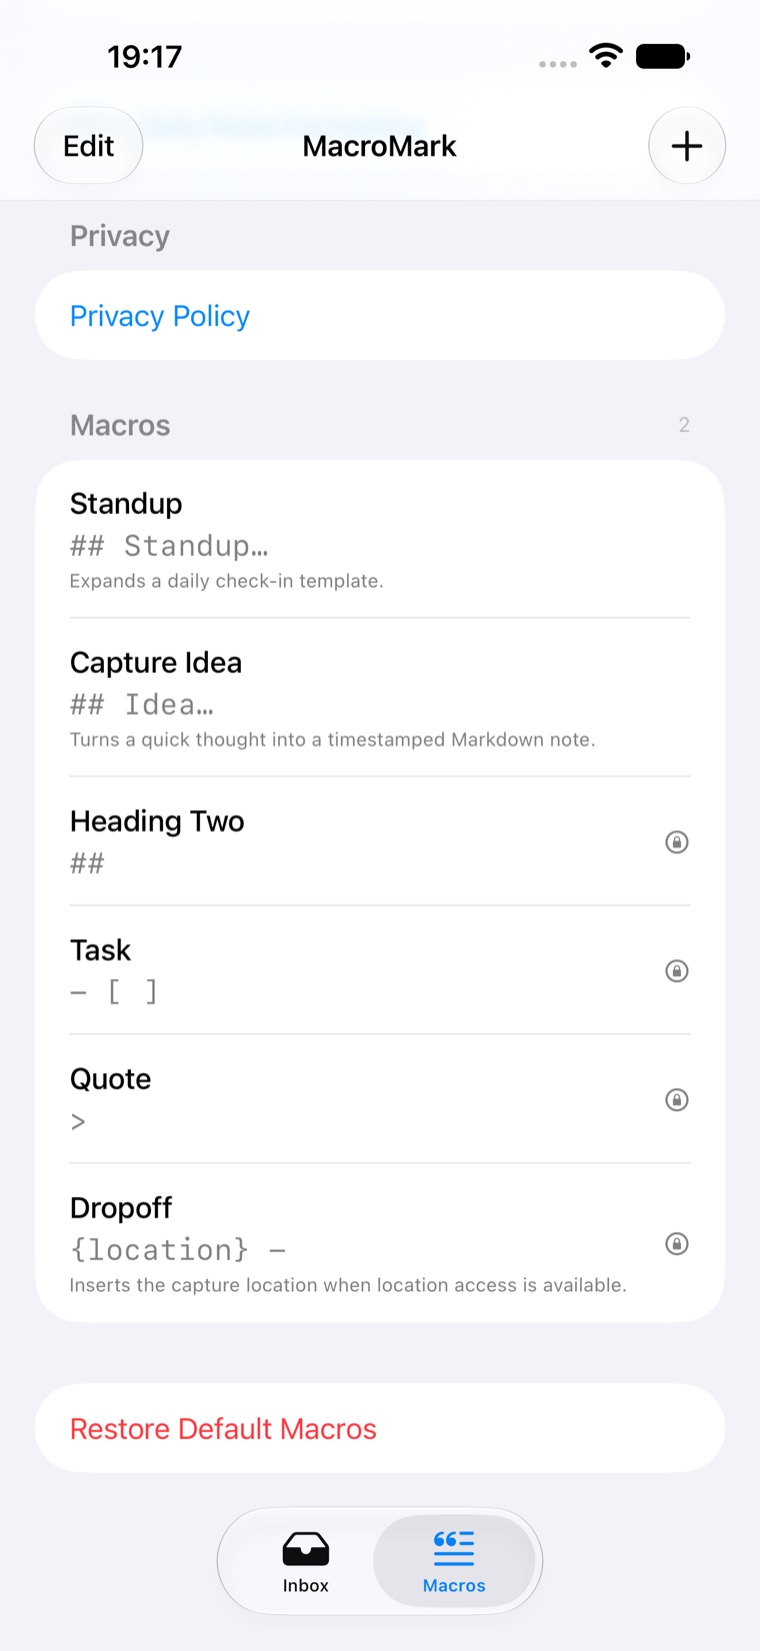 19:17
Edit
MacroMark
Privacy
Privacy Policy
Macros
2
Standup
## Standup…
Expands a daily check-in template.
Capture Idea
## Idea…
Turns a quick thought into a timestamped Markdown note.
Heading Two
##
Task
- [ ]
Quote
>
Dropoff
{location} -
Inserts the capture location when location access is available.
Restore Default Macros
Inbox
Macros